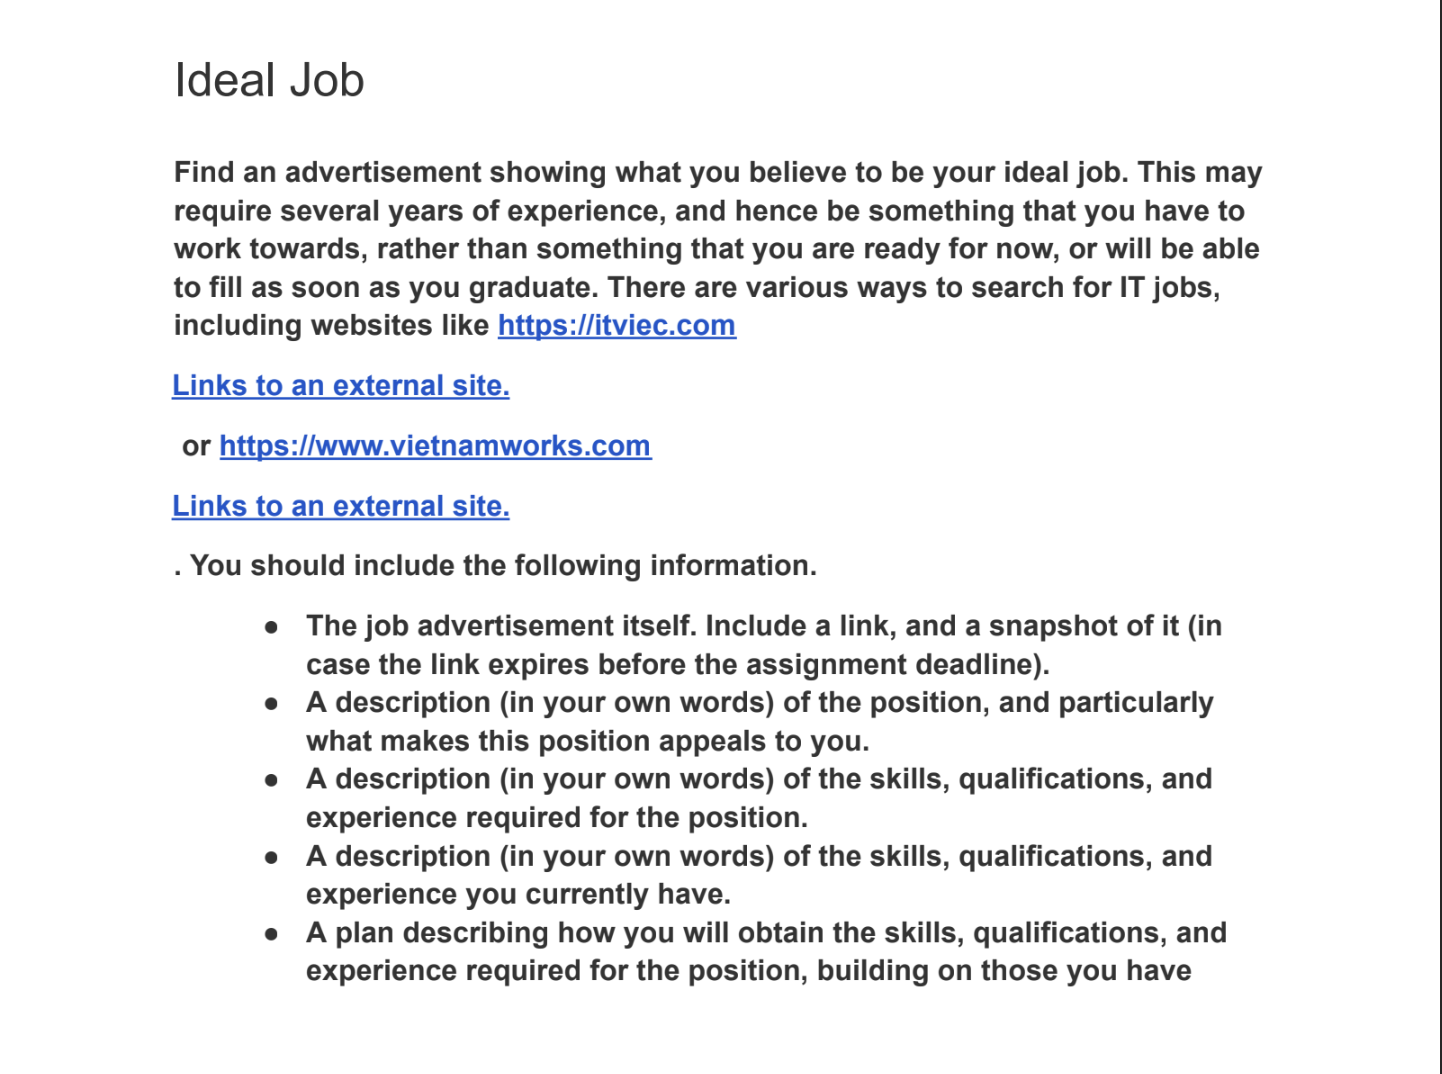 Ideal Job
Find an advertisement showing what you believe to be your ideal job. This may
require several years of experience, and hence be something that you have to
work towards, rather than something that you are ready for now, or will be able
to fill as soon as you graduate. There are various ways to search for IT jobs,
including websites like https://itviec.com
Links to an external site.
or https://www.vietnamworks.com
Links to an external site.
. You should include the following information.
● The job advertisement itself. Include a link, and a snapshot of it (in
case the link expires before the assignment deadline).
● A description (in your own words) of the position, and particularly
what makes this position appeals to you.
● A description (in your own words) of the skills, qualifications, and
experience required for the position.
● A description (in your own words) of the skills, qualifications, and
experience you currently have.
● A plan describing how you will obtain the skills, qualifications, and
experience required for the position, building on those you have